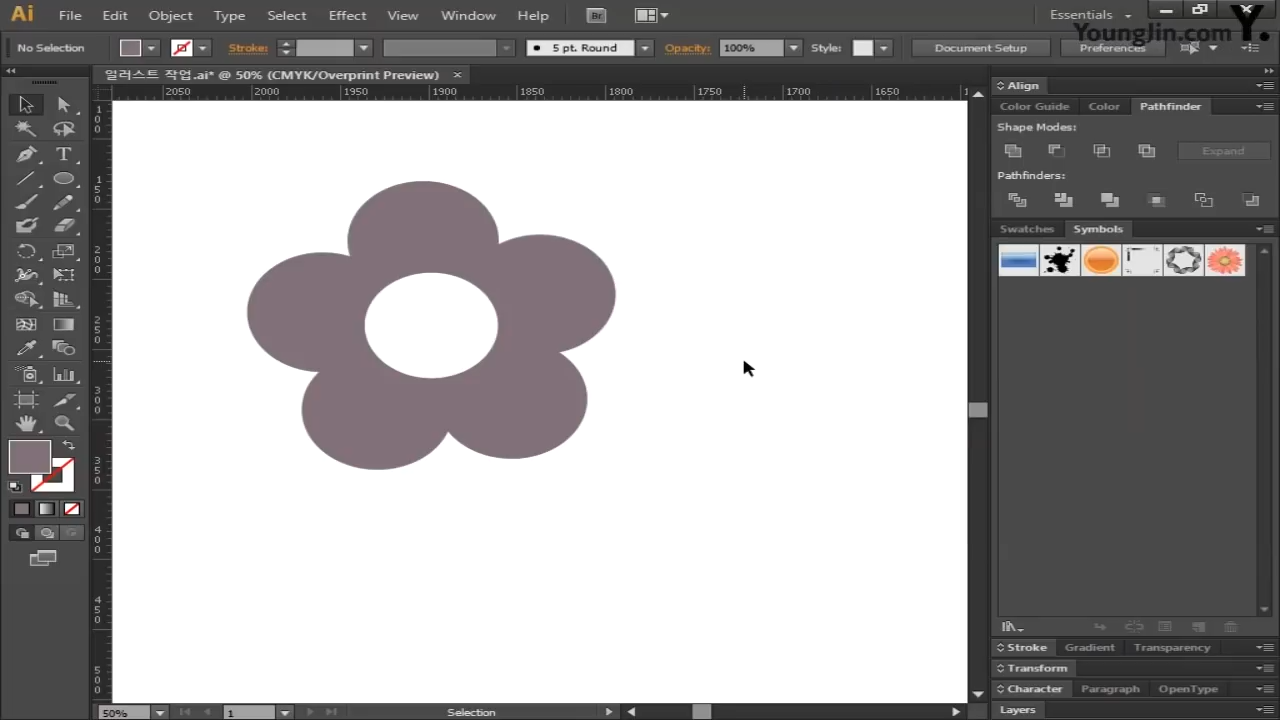 Ai File Edit Object Type Select Effect View Window Help Br Essentials
YoungJin.com Y.
No Selection Stroke: 5 pt. Round Opacity: 100% Style: Document Setup Preferences
일러스트 작업.ai* @ 50% (CMYK/Overprint Preview) ×
2050 2000 1950 1900 1850 1800 1750 1700 1650 1
Align
Color Guide Color Pathfinder
Shape Modes:
Expand
Pathfinders:
Swatches Symbols
100
150
200
250
300
350
400
450
500
Stroke Gradient Transparency
Transform
Character Paragraph OpenType
Layers
50% 1 Selection